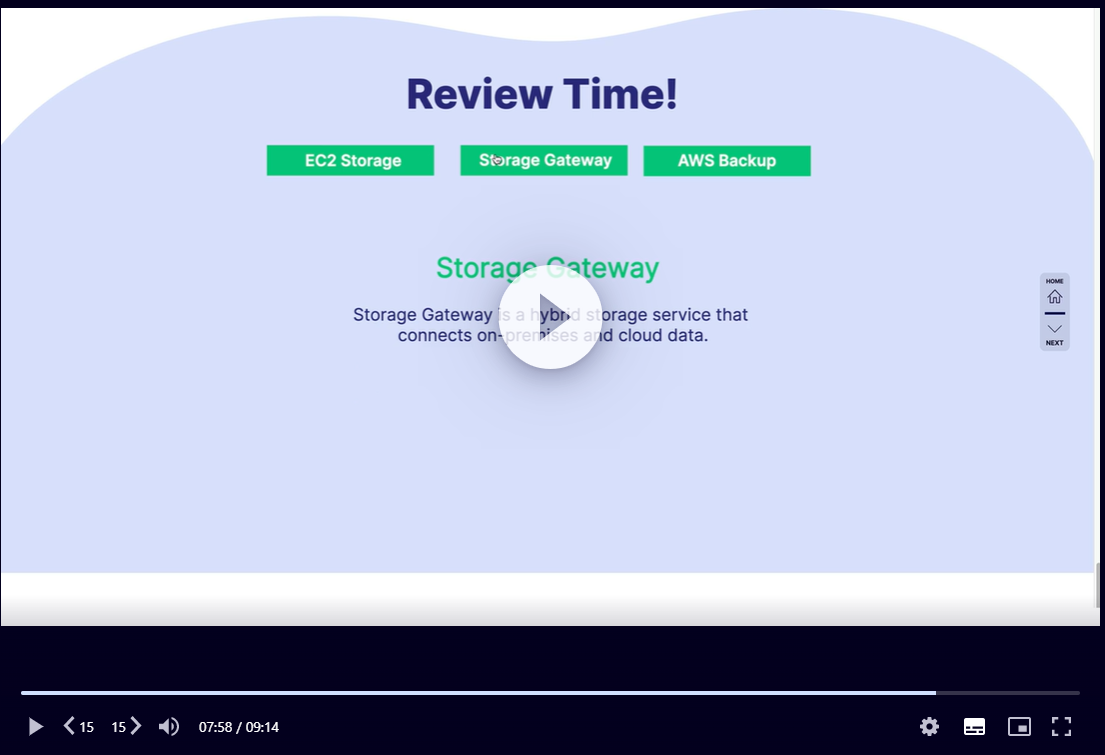 Review Time!
EC2 Storage
Storage Gateway
AWS Backup
Storage Gateway
Storage Gateway is a hybrid storage service that
connects on-premises and cloud data.
HOME
NEXT
15
15
07:58 / 09:14